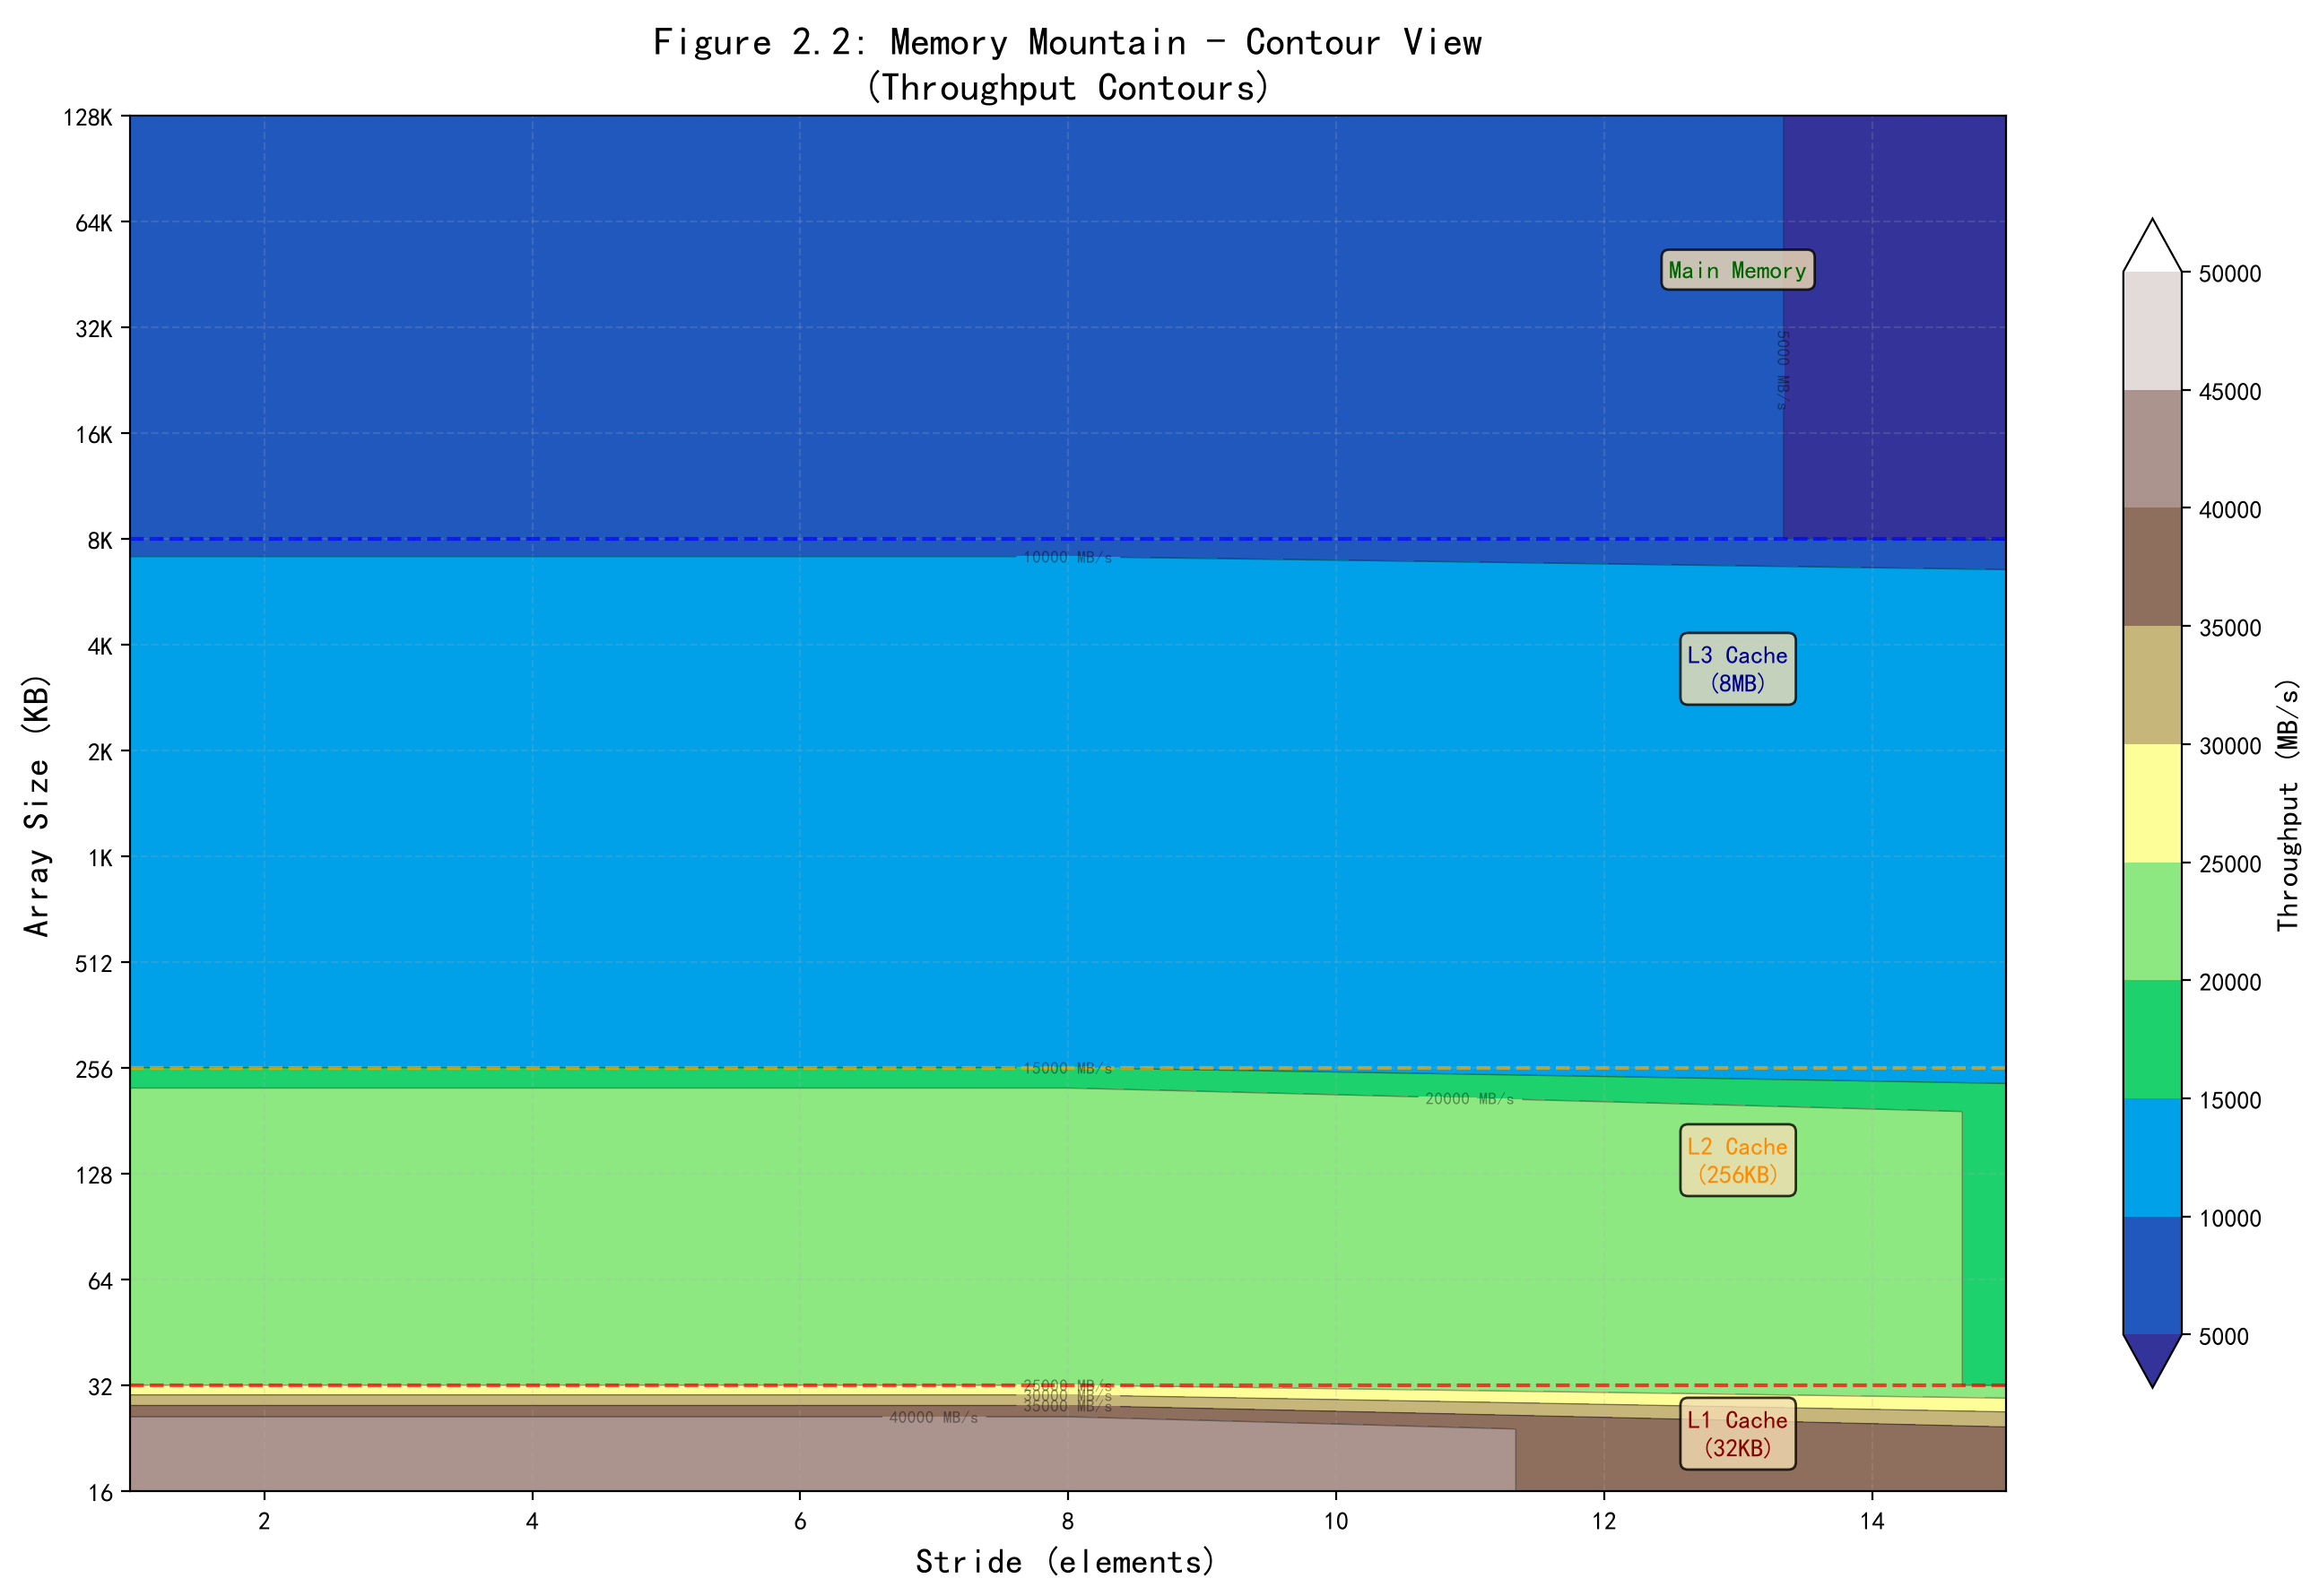 Figure 2.2: Memory Mountain - Contour View
(Throughput Contours)
Array Size (KB)
128K
64K
32K
16K
8K
4K
2K
1K
512
256
128
64
32
16
Main Memory
5000 MB/s
10000 MB/s
L3 Cache
(8MB)
15000 MB/s
20000 MB/s
L2 Cache
(256KB)
25000 MB/s
30000 MB/s
35000 MB/s
40000 MB/s
L1 Cache
(32KB)
2
4
6
8
10
12
14
Stride (elements)
50000
45000
40000
35000
30000
25000
20000
15000
10000
5000
Throughput (MB/s)